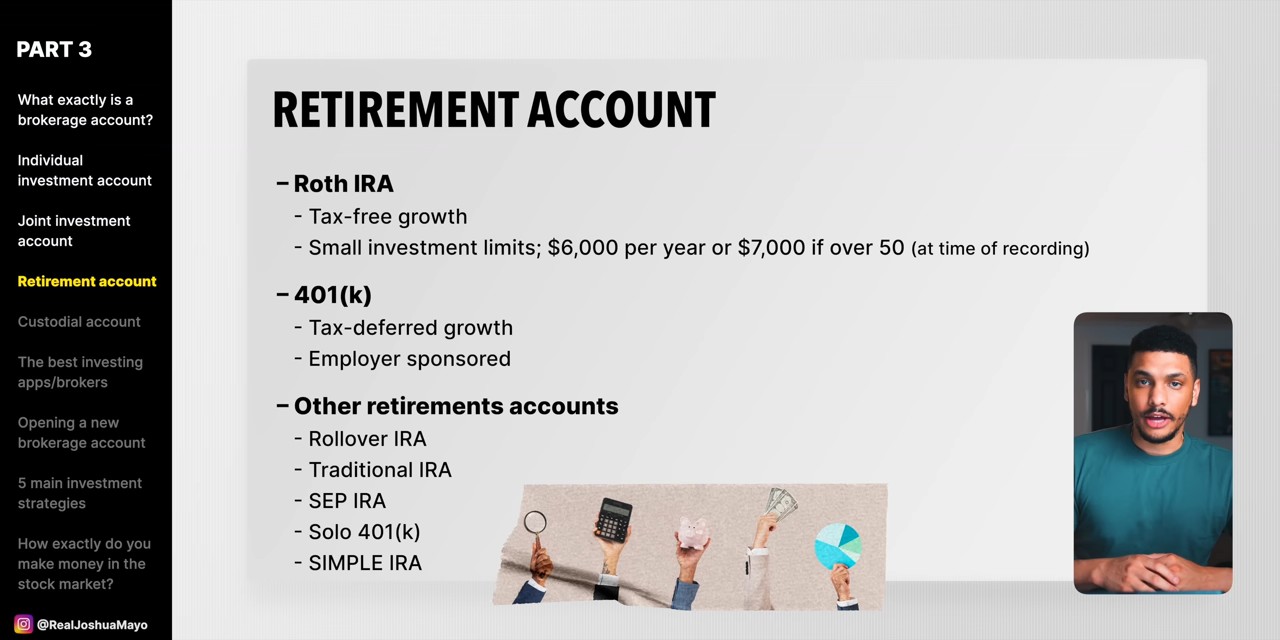 PART 3
What exactly is a
brokerage account?
Individual
investment account
Joint investment
account
Retirement account
Custodial account
The best investing
apps/brokers
Opening a new
brokerage account
5 main investment
strategies
How exactly do you
make money in the
stock market?
@RealJoshuaMayo
RETIREMENT ACCOUNT
– Roth IRA
- Tax-free growth
- Small investment limits; $6,000 per year or $7,000 if over 50 (at time of recording)
– 401(k)
- Tax-deferred growth
- Employer sponsored
– Other retirements accounts
- Rollover IRA
- Traditional IRA
- SEP IRA
- Solo 401(k)
- SIMPLE IRA